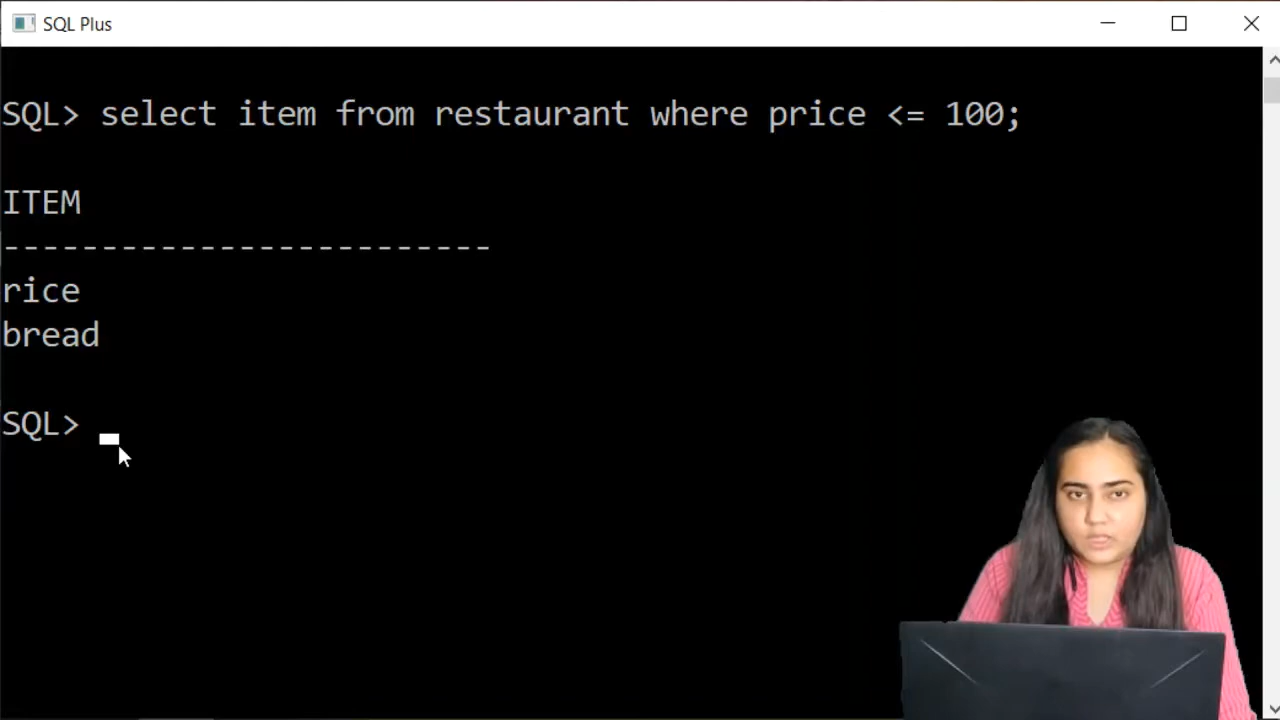 SQL Plus
SQL> select item from restaurant where price <= 100;
ITEM
-------------------------
rice
bread
SQL>